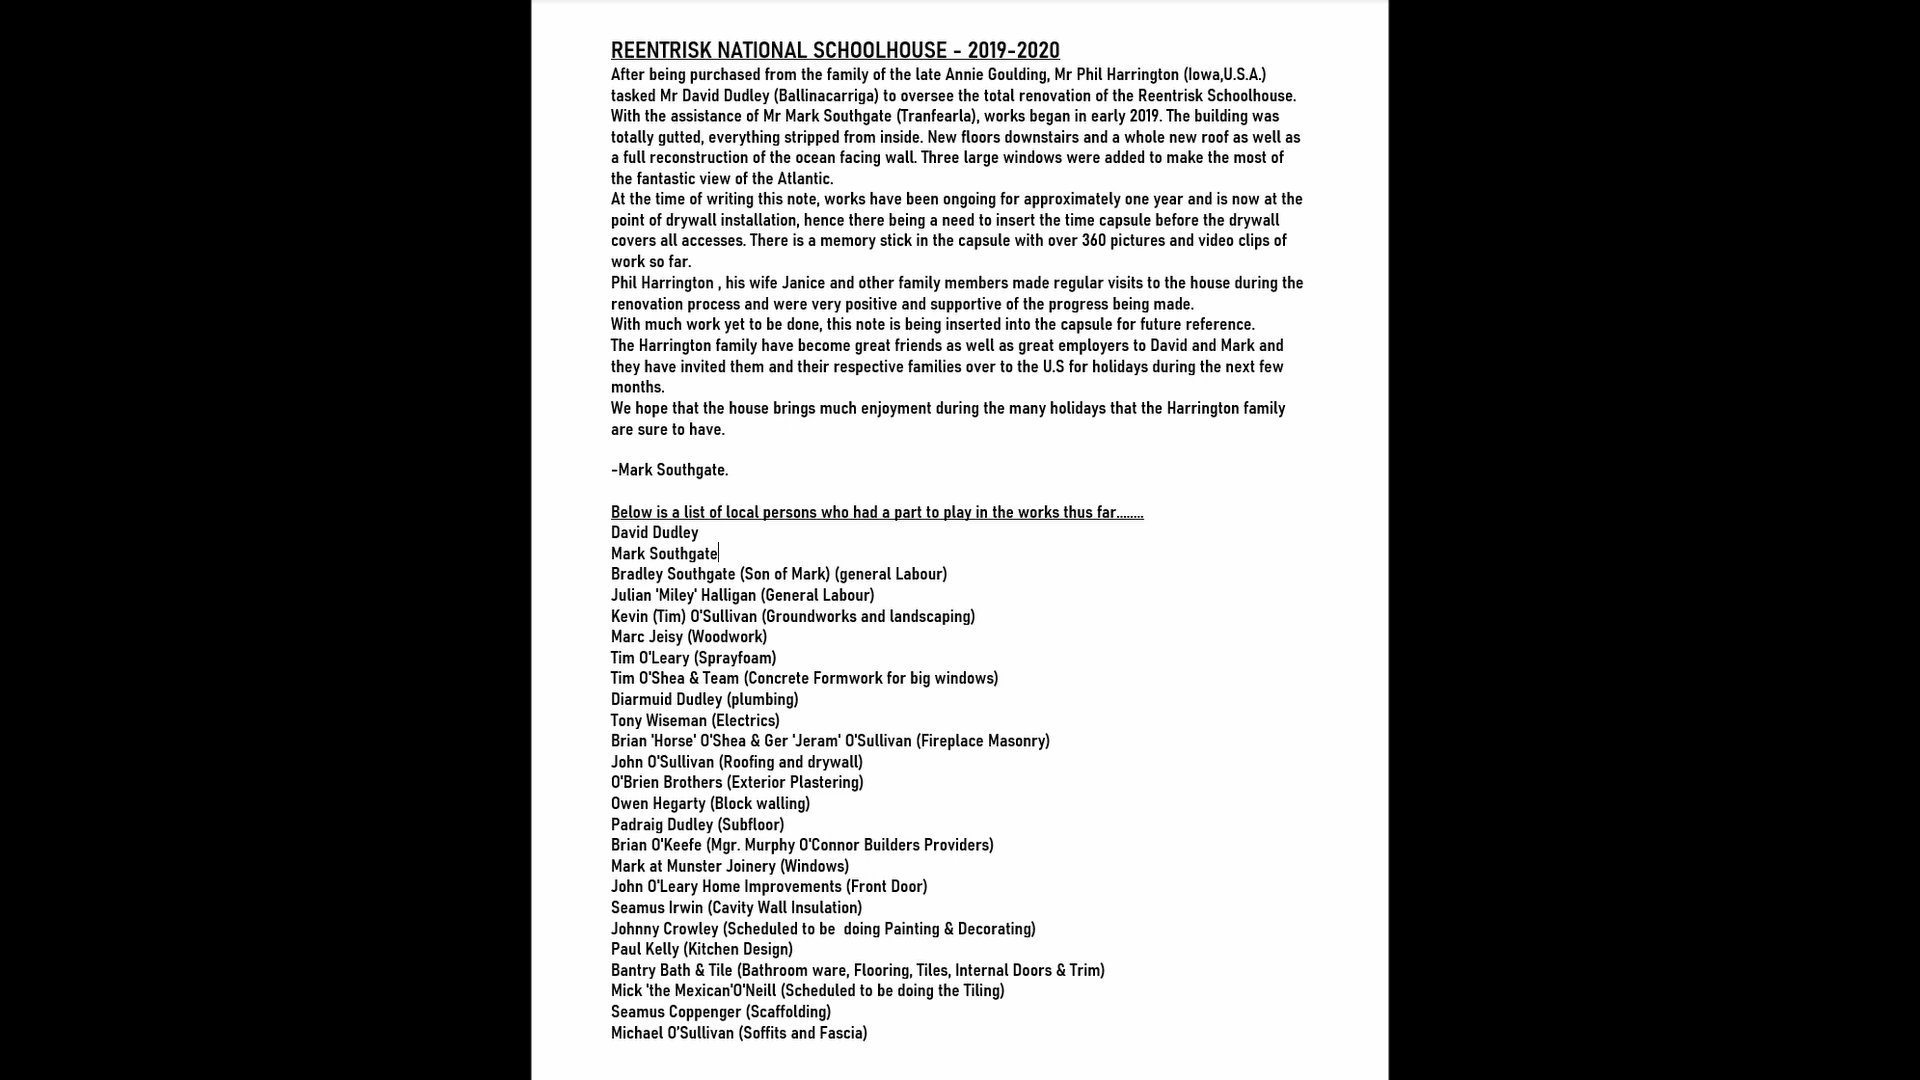 REENTRISK NATIONAL SCHOOLHOUSE - 2019-2020
After being purchased from the family of the late Annie Goulding, Mr Phil Harrington (Iowa,U.S.A.)
tasked Mr David Dudley (Ballinacarriga) to oversee the total renovation of the Reentrisk Schoolhouse.
With the assistance of Mr Mark Southgate (Tranfearla), works began in early 2019. The building was
totally gutted, everything stripped from inside. New floors downstairs and a whole new roof as well as
a full reconstruction of the ocean facing wall. Three large windows were added to make the most of
the fantastic view of the Atlantic.
At the time of writing this note, works have been ongoing for approximately one year and is now at the
point of drywall installation, hence there being a need to insert the time capsule before the drywall
covers all accesses. There is a memory stick in the capsule with over 360 pictures and video clips of
work so far.
Phil Harrington , his wife Janice and other family members made regular visits to the house during the
renovation process and were very positive and supportive of the progress being made.
With much work yet to be done, this note is being inserted into the capsule for future reference.
The Harrington family have become great friends as well as great employers to David and Mark and
they have invited them and their respective families over to the U.S for holidays during the next few
months.
We hope that the house brings much enjoyment during the many holidays that the Harrington family
are sure to have.
-Mark Southgate.
Below is a list of local persons who had a part to play in the works thus far........
David Dudley
Mark Southgate
Bradley Southgate (Son of Mark) (general Labour)
Julian 'Miley' Halligan (General Labour)
Kevin (Tim) O'Sullivan (Groundworks and landscaping)
Marc Jeisy (Woodwork)
Tim O'Leary (Sprayfoam)
Tim O'Shea & Team (Concrete Formwork for big windows)
Diarmuid Dudley (plumbing)
Tony Wiseman (Electrics)
Brian 'Horse' O'Shea & Ger 'Jeram' O'Sullivan (Fireplace Masonry)
John O'Sullivan (Roofing and drywall)
O'Brien Brothers (Exterior Plastering)
Owen Hegarty (Block walling)
Padraig Dudley (Subfloor)
Brian O'Keefe (Mgr. Murphy O'Connor Builders Providers)
Mark at Munster Joinery (Windows)
John O'Leary Home Improvements (Front Door)
Seamus Irwin (Cavity Wall Insulation)
Johnny Crowley (Scheduled to be  doing Painting & Decorating)
Paul Kelly (Kitchen Design)
Bantry Bath & Tile (Bathroom ware, Flooring, Tiles, Internal Doors & Trim)
Mick 'the Mexican'O'Neill (Scheduled to be doing the Tiling)
Seamus Coppenger (Scaffolding)
Michael O'Sullivan (Soffits and Fascia)